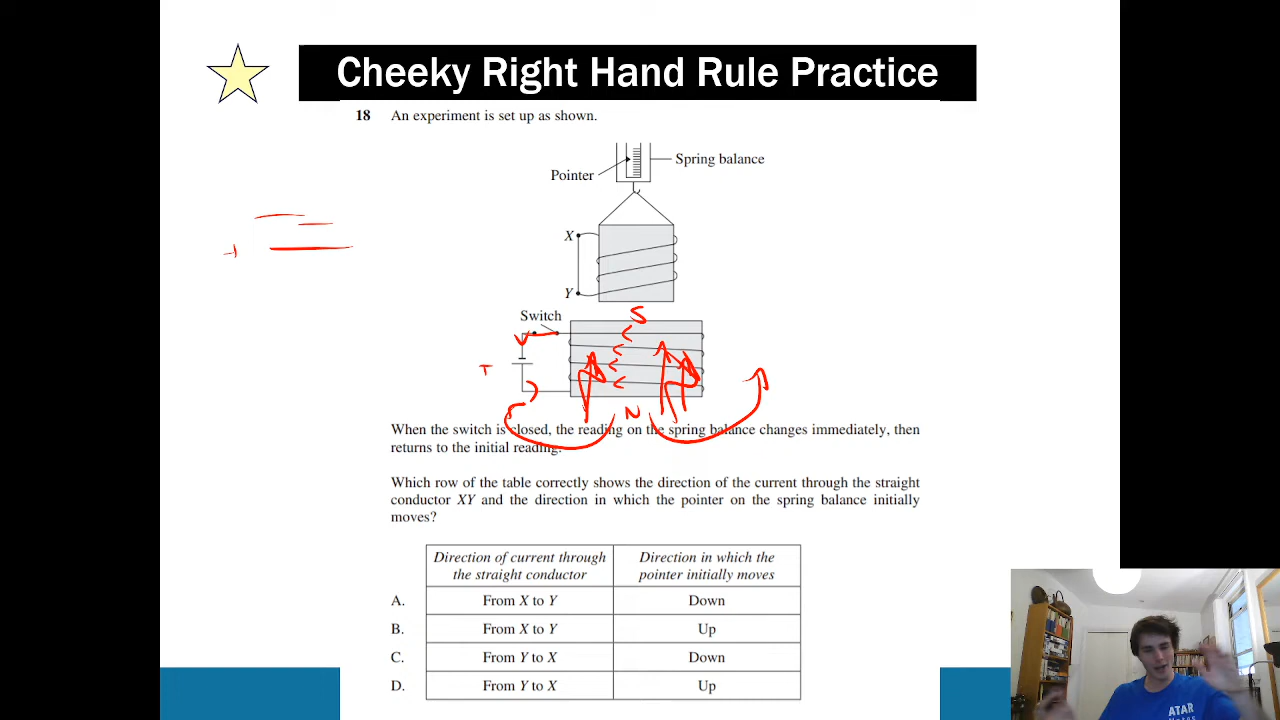 Cheeky Right Hand Rule Practice
18 An experiment is set up as shown.
Spring balance
Pointer
X
Y
Switch
S
N
When the switch is closed, the reading on the spring balance changes immediately, then
returns to the initial reading.
Which row of the table correctly shows the direction of the current through the straight
conductor XY and the direction in which the pointer on the spring balance initially
moves?
Direction of current through the straight conductor
Direction in which the pointer initially moves
A. From X to Y Down
B. From X to Y Up
C. From Y to X Down
D. From Y to X Up
ATAR
Notes